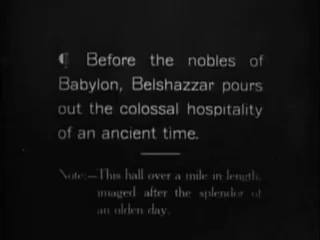 ¶ Before the nobles of
Babylon, Belshazzar pours
out the colossal hospitality
of an ancient time.
Note:—This hall over a mile in length,
imaged after the splendor of
an olden day.